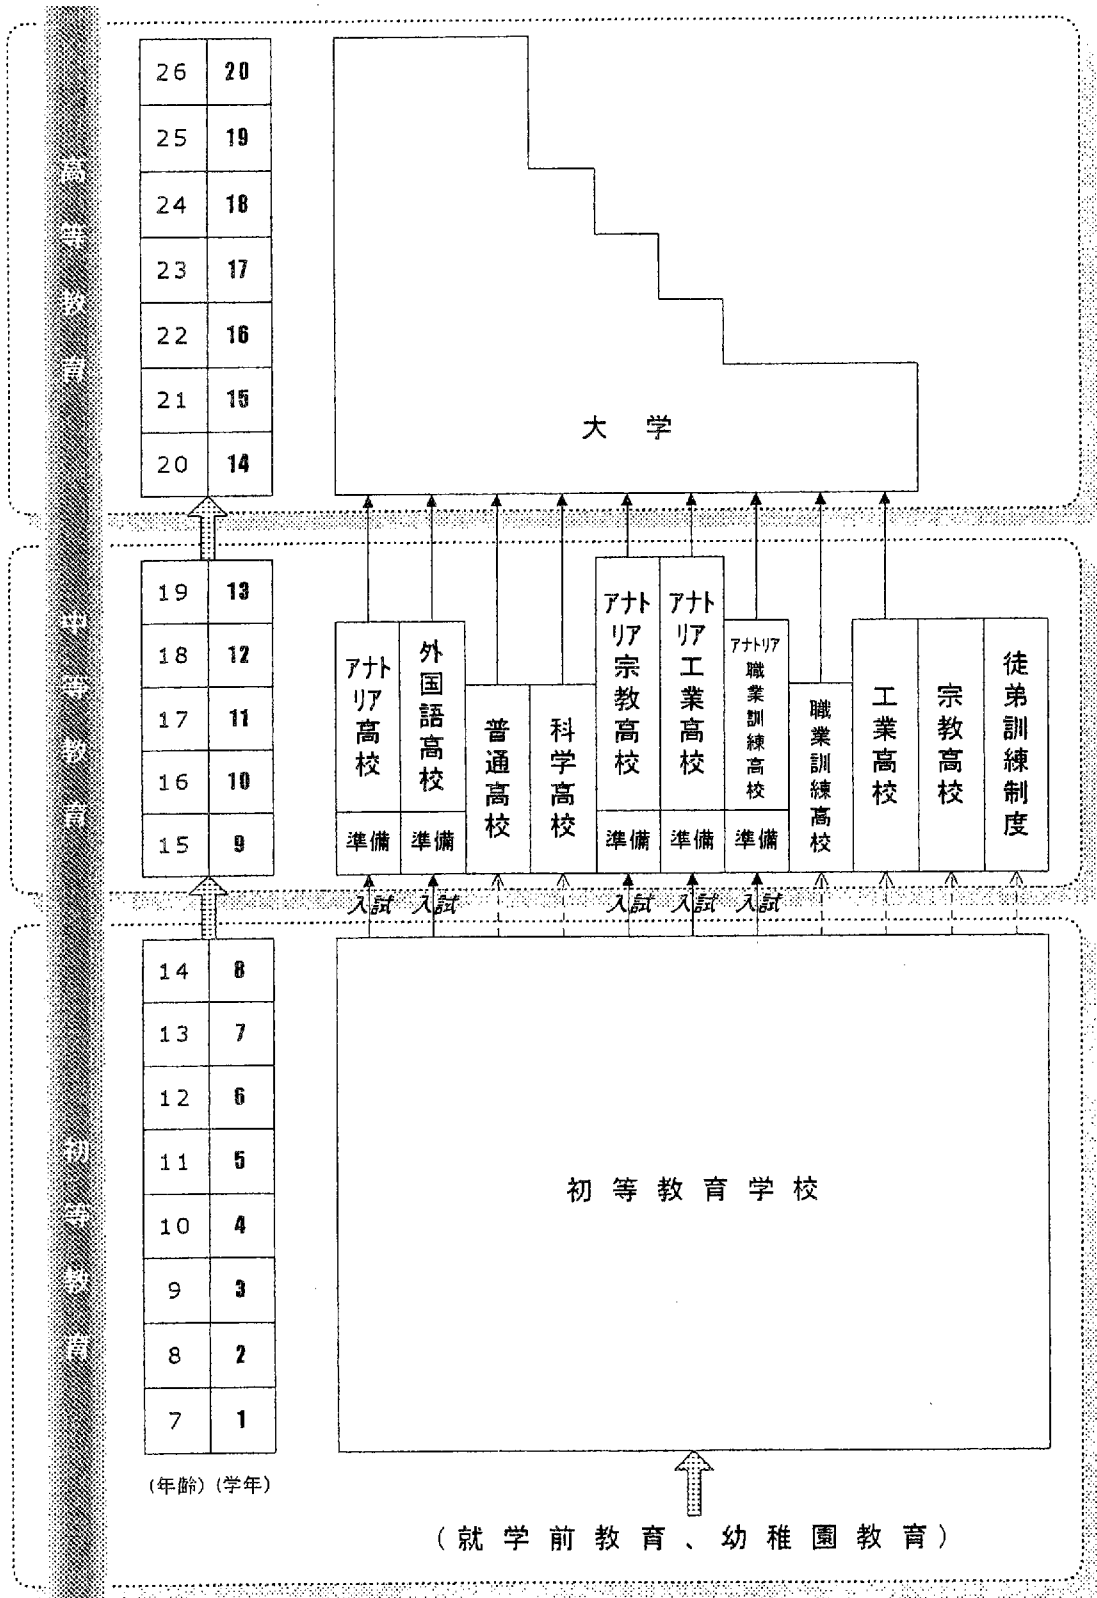 高等教育
26 20
25 19
24 18
23 17
22 16
21 15
20 14
大学
中等教育
19 13
18 12
17 11
16 10
15 9
アナトリア高校
準備
外国語高校
準備
普通高校
科学高校
アナトリア宗教高校
準備
アナトリア工業高校
準備
アナトリア職業訓練高校
準備
職業訓練高校
工業高校
宗教高校
徒弟訓練制度
入試 入試 入試 入試 入試
初等教育
14 8
13 7
12 6
11 5
10 4
9 3
8 2
7 1
初等教育学校
(年齢) (学年)
(就学前教育、幼稚園教育)